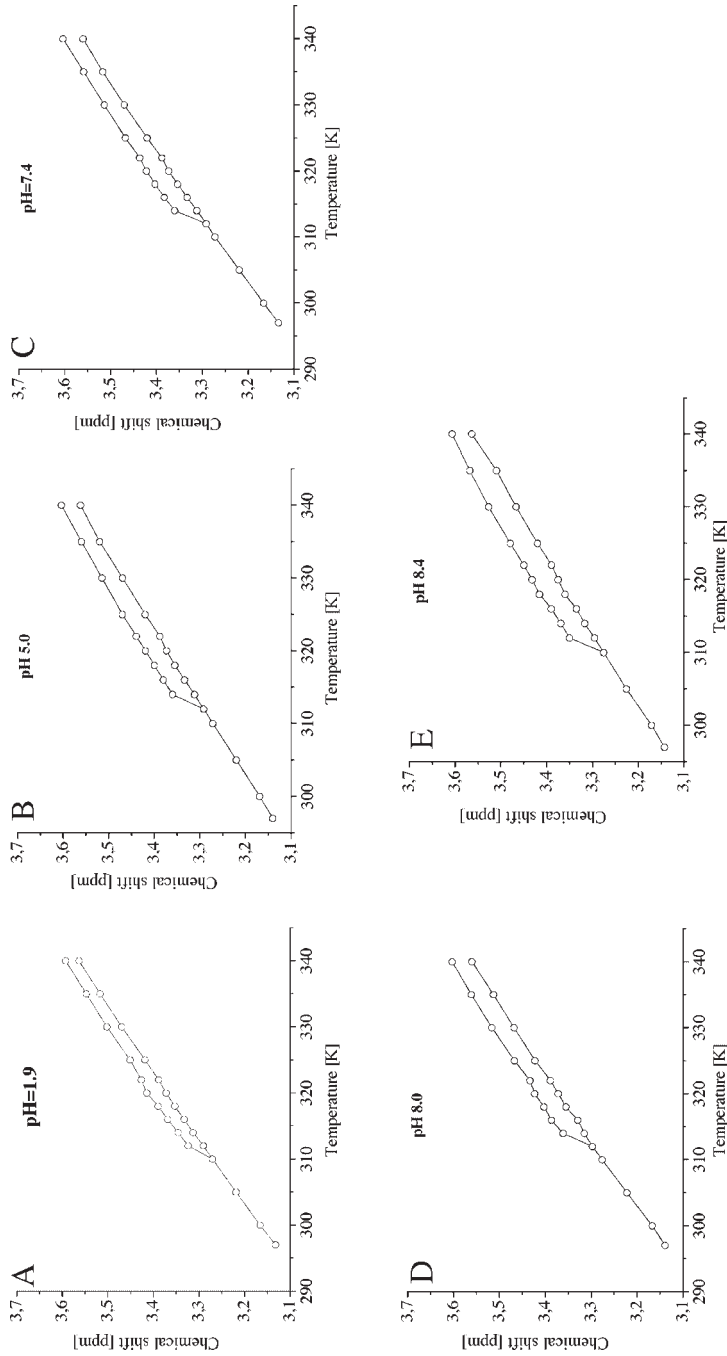 A
pH=1.9
Chemical shift [ppm]
3,7
3,6
3,5
3,4
3,3
3,2
3,1
290 300 310 320 330 340
Temperature [K]
B
pH 5.0
Chemical shift [ppm]
3,7
3,6
3,5
3,4
3,3
3,2
3,1
300 310 320 330 340
Temperature [K]
C
pH=7.4
Chemical shift [ppm]
3,7
3,6
3,5
3,4
3,3
3,2
3,1
290 300 310 320 330 340
Temperature [K]
D
pH 8.0
Chemical shift [ppm]
3,7
3,6
3,5
3,4
3,3
3,2
3,1
290 300 310 320 330 340
Temperature [K]
E
pH 8.4
Chemical shift [ppm]
3,7
3,6
3,5
3,4
3,3
3,2
3,1
300 310 320 330 340
Temperature [K]